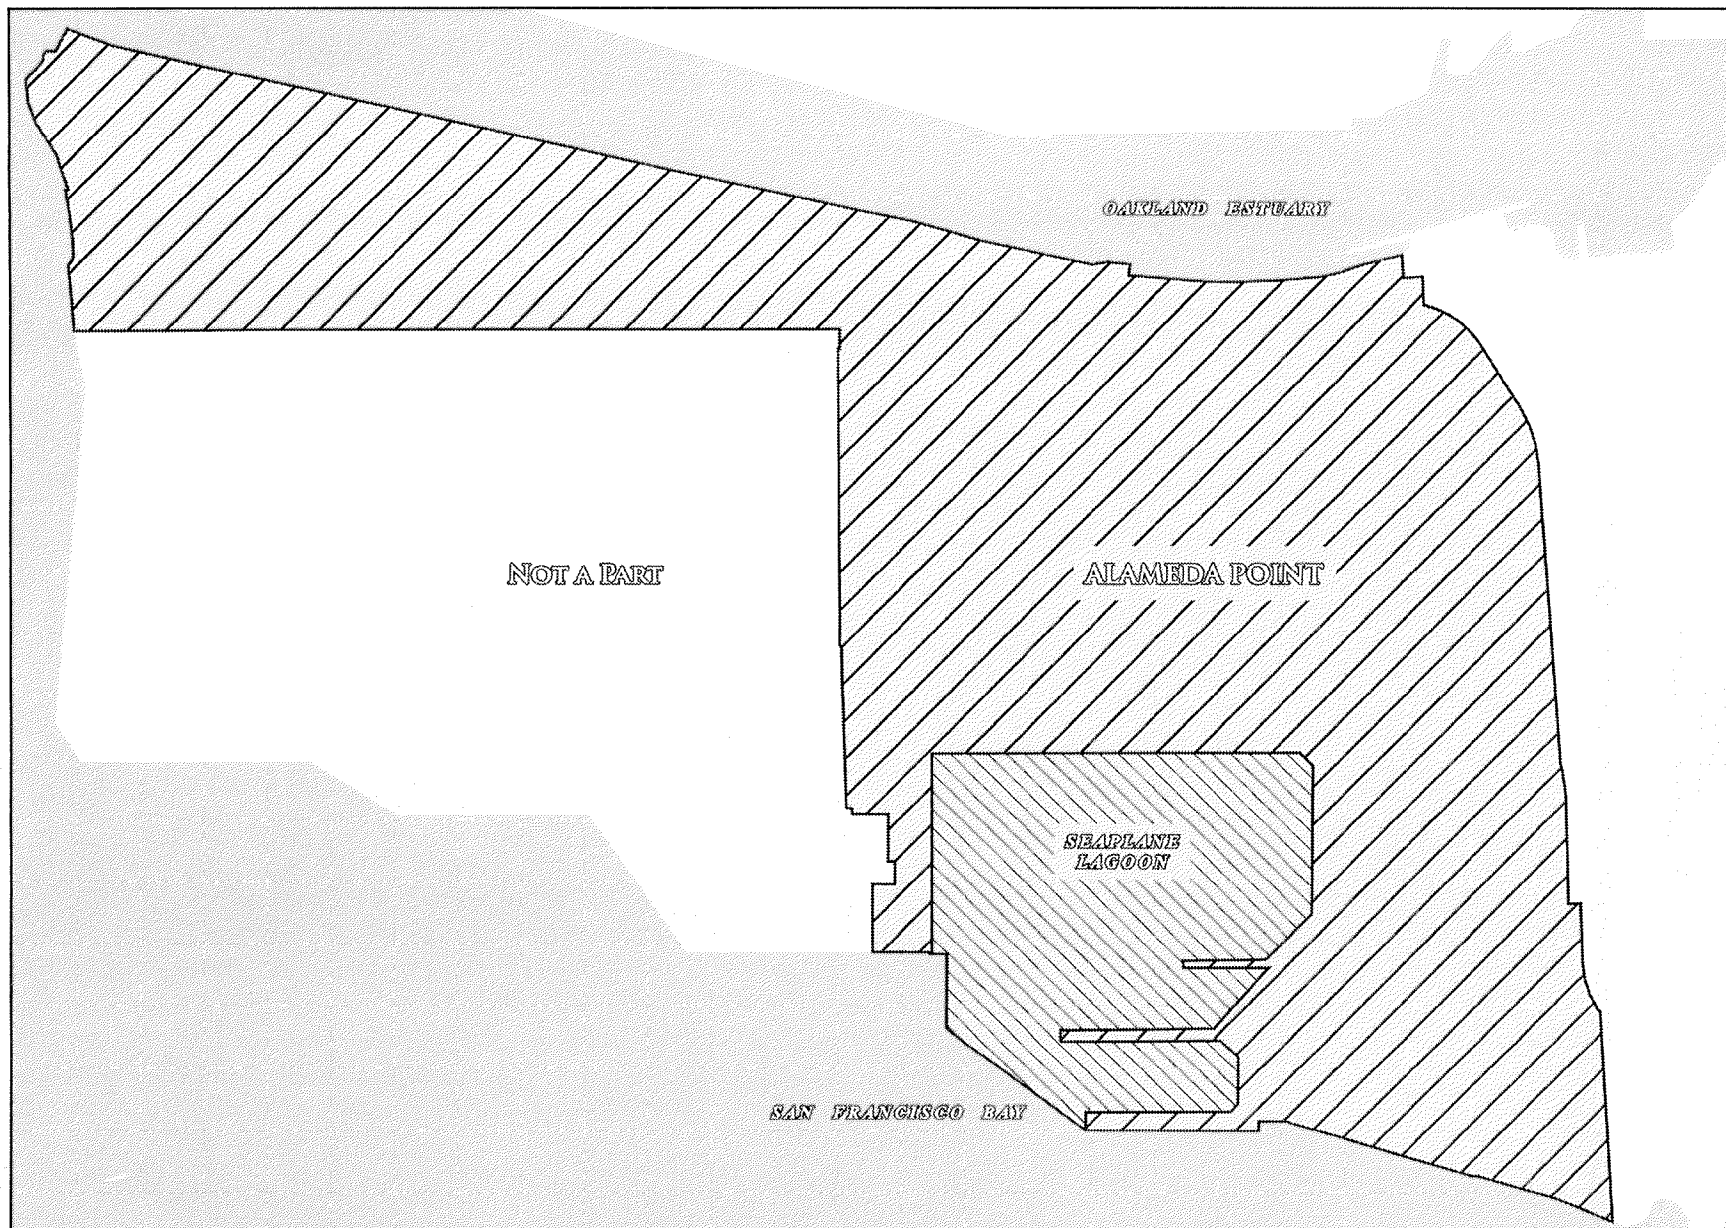 OAKLAND ESTUARY
NOT A PART
ALAMEDA POINT
SEAPLANE
LAGOON
SAN FRANCISCO BAY